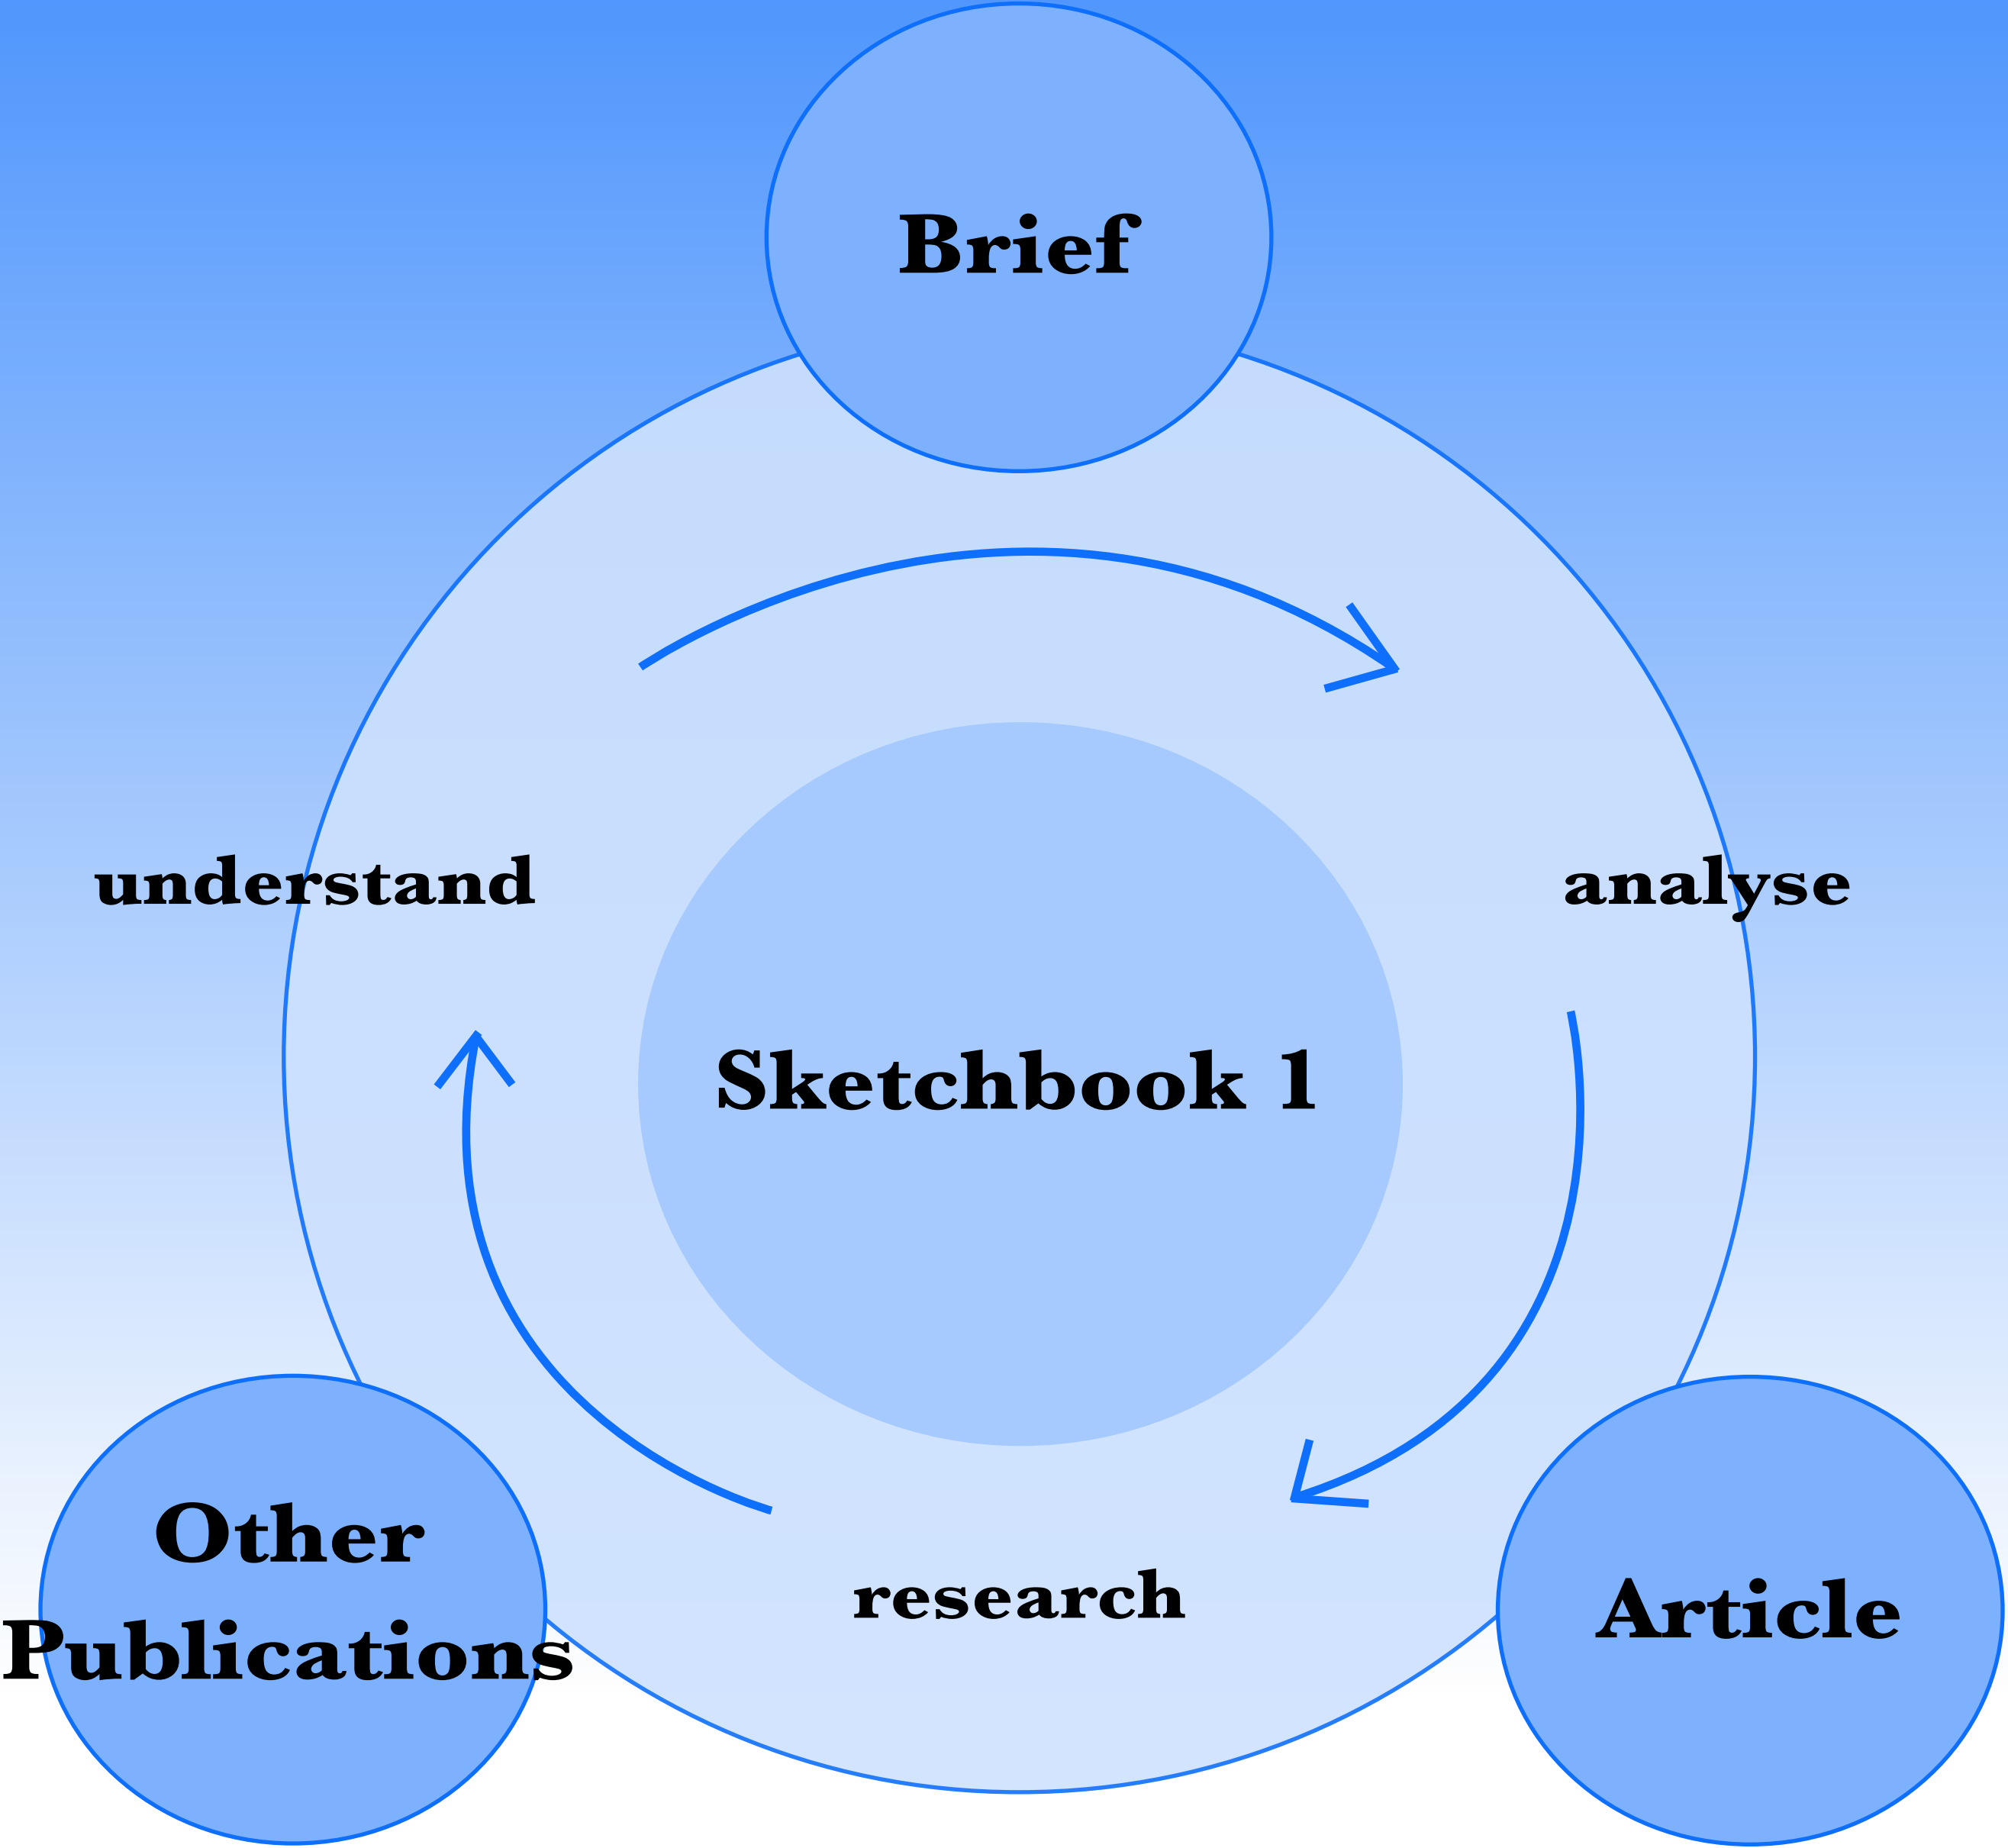 Brief
understand
analyse
Sketchbook 1
Other
Publications
research
Article